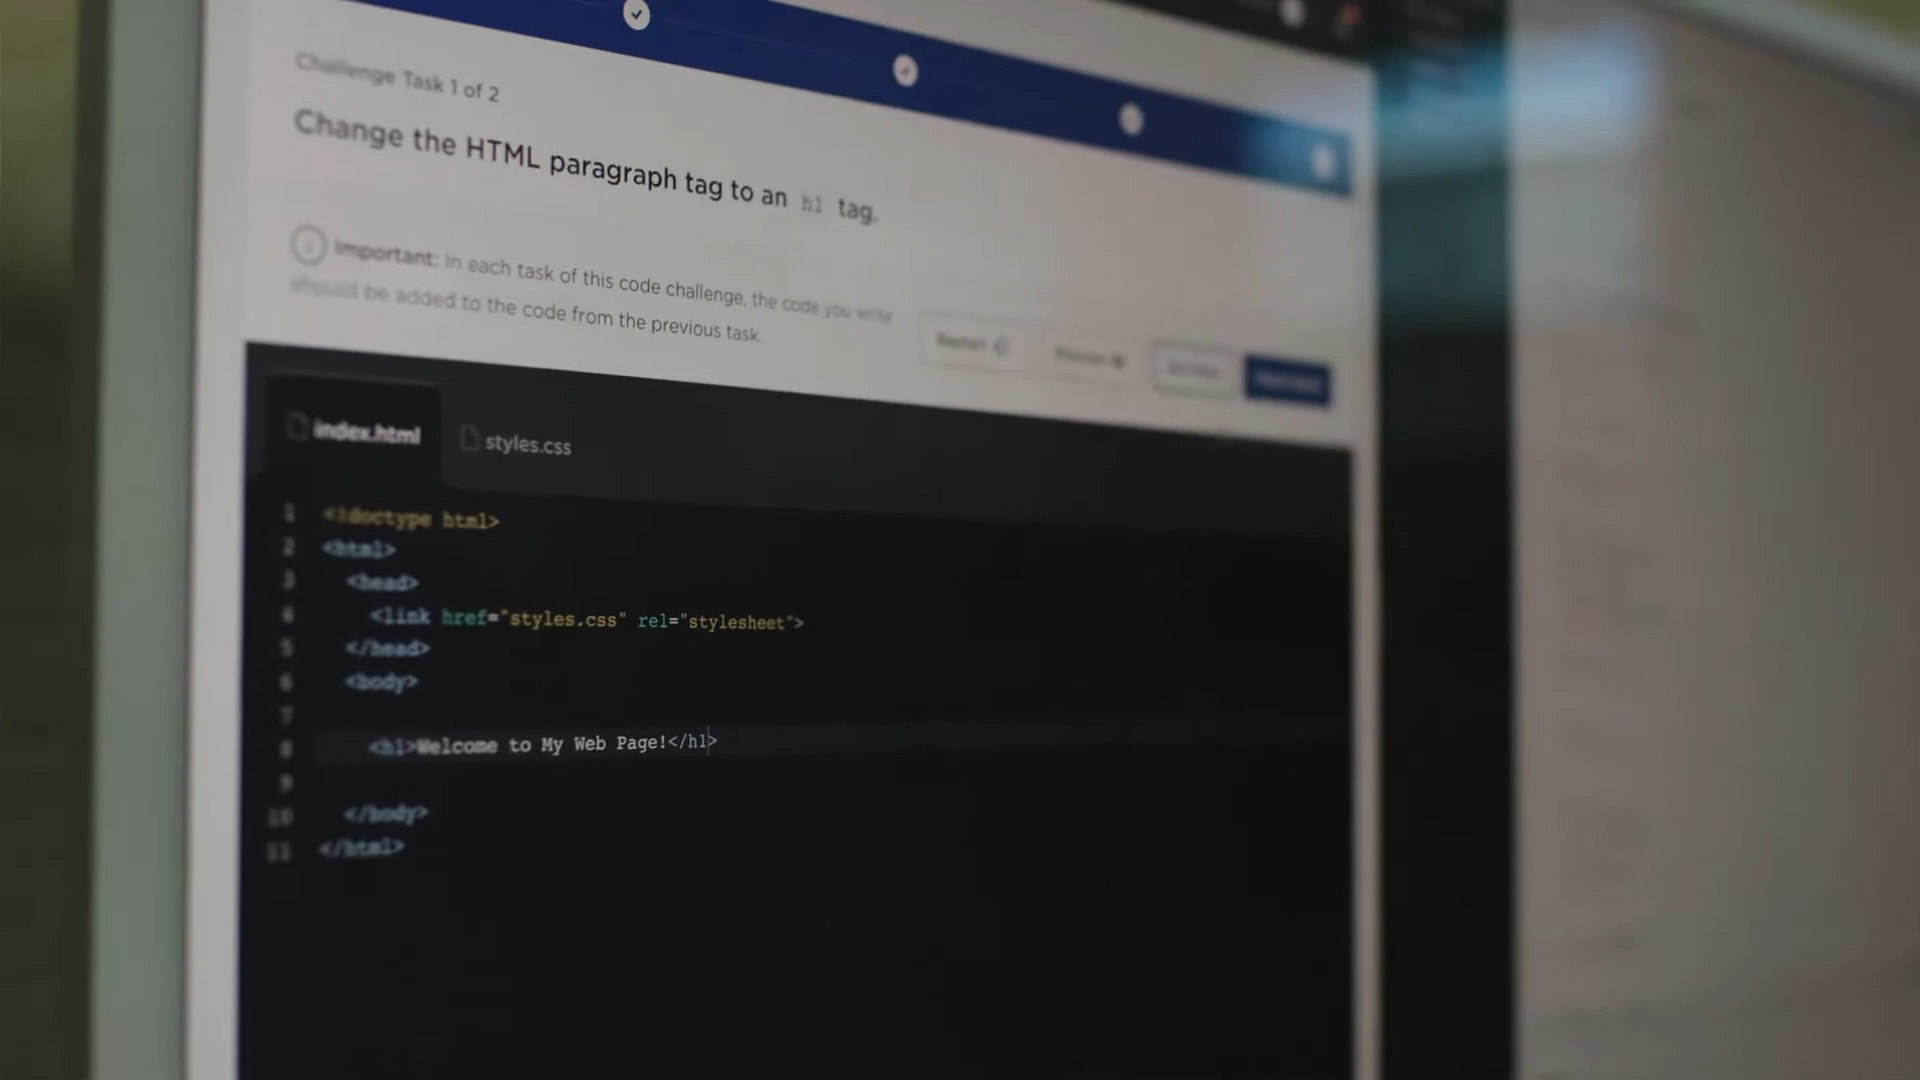 Challenge Task 1 of 2
Change the HTML paragraph tag to an h1 tag.
Important: In each task of this code challenge, the code you write
should be added to the code from the previous task.
Restart
Preview
index.html
styles.css
1 <!doctype html>
2 <html>
3 <head>
4 <link href="styles.css" rel="stylesheet">
5 </head>
6 <body>
7
8 <h1>Welcome to My Web Page!</h1>
9
10 </body>
11 </html>